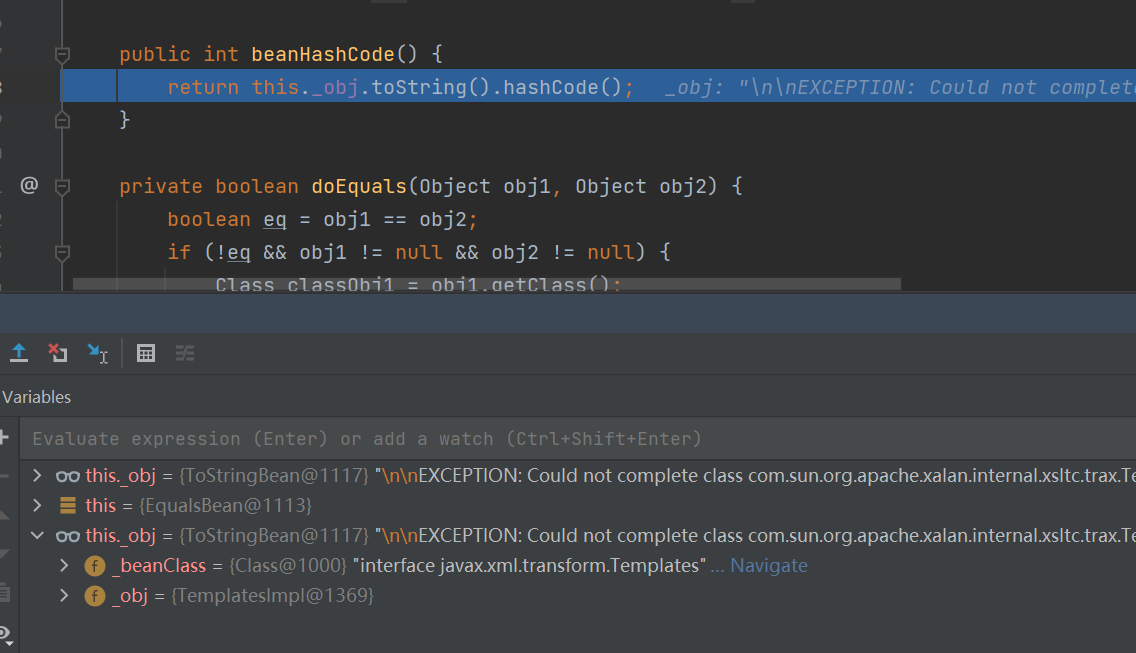 public int beanHashCode() {
return this._obj.toString().hashCode();   _obj: "\n\nEXCEPTION: Could not complet
}
@
private boolean doEquals(Object obj1, Object obj2) {
boolean eq = obj1 == obj2;
if (!eq && obj1 != null && obj2 != null) {
Class classObj1 = obj1.getClass();
Variables
Evaluate expression (Enter) or add a watch (Ctrl+Shift+Enter)
this._obj = {ToStringBean@1117} "\n\nEXCEPTION: Could not complete class com.sun.org.apache.xalan.internal.xsltc.trax.Te
this = {EqualsBean@1113}
this._obj = {ToStringBean@1117} "\n\nEXCEPTION: Could not complete class com.sun.org.apache.xalan.internal.xsltc.trax.Te
f _beanClass = {Class@1000} "interface javax.xml.transform.Templates" ... Navigate
f _obj = {TemplatesImpl@1369}